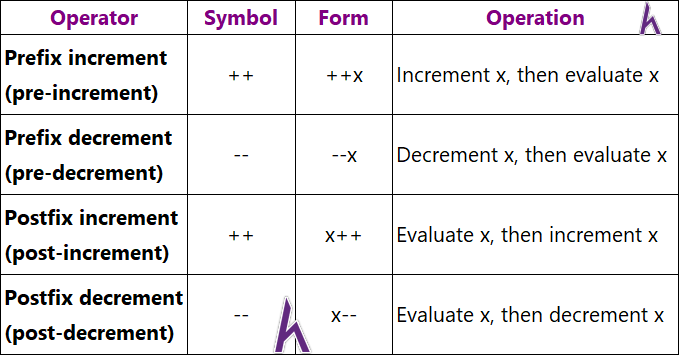 Operator Symbol Form Operation
Prefix increment
(pre-increment) ++ ++x Increment x, then evaluate x
Prefix decrement
(pre-decrement) -- --x Decrement x, then evaluate x
Postfix increment
(post-increment) ++ x++ Evaluate x, then increment x
Postfix decrement
(post-decrement) -- x-- Evaluate x, then decrement x